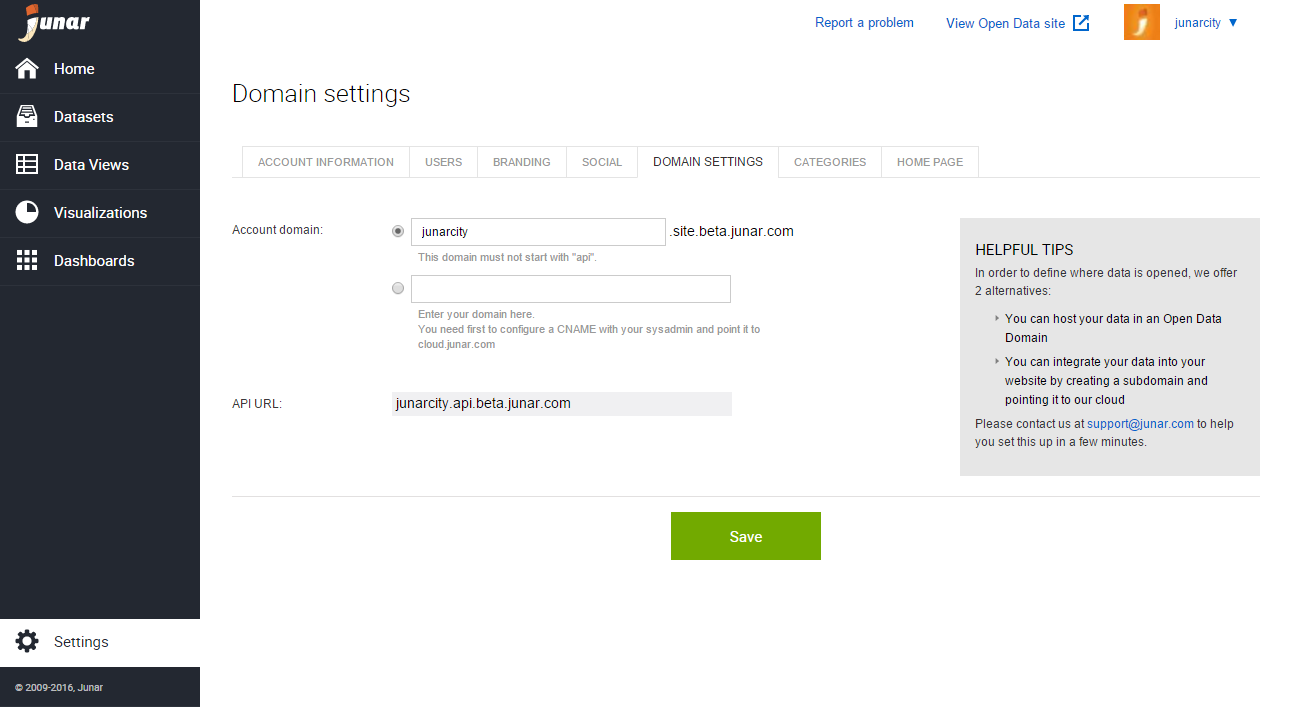 junar
Home
Datasets
Data Views
Visualizations
Dashboards
Settings
© 2009-2016, Junar
Report a problem
View Open Data site
junarcity ▼
Domain settings
ACCOUNT INFORMATION
USERS
BRANDING
SOCIAL
DOMAIN SETTINGS
CATEGORIES
HOME PAGE
Account domain:
junarcity
.site.beta.junar.com
This domain must not start with "api".
Enter your domain here.
You need first to configure a CNAME with your sysadmin and point it to
cloud.junar.com
API URL:
junarcity.api.beta.junar.com
HELPFUL TIPS
In order to define where data is opened, we offer
2 alternatives:
You can host your data in an Open Data
Domain
You can integrate your data into your
website by creating a subdomain and
pointing it to our cloud
Please contact us at support@junar.com to help
you set this up in a few minutes.
Save